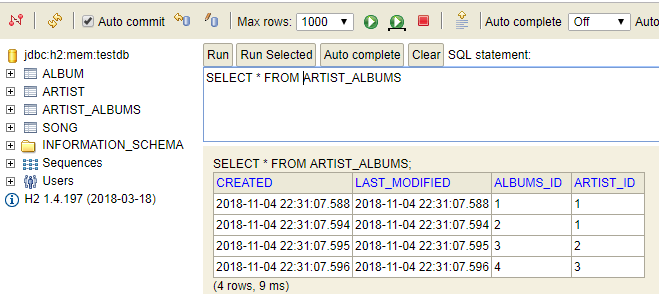 Auto commit Max rows: 1000 Auto complete Off Auto
jdbc:h2:mem:testdb
ALBUM
ARTIST
ARTIST_ALBUMS
SONG
INFORMATION_SCHEMA
Sequences
Users
H2 1.4.197 (2018-03-18)
Run Run Selected Auto complete Clear SQL statement:
SELECT * FROM ARTIST_ALBUMS
SELECT * FROM ARTIST_ALBUMS;
CREATED LAST_MODIFIED ALBUMS_ID ARTIST_ID
2018-11-04 22:31:07.588 2018-11-04 22:31:07.588 1 1
2018-11-04 22:31:07.594 2018-11-04 22:31:07.594 2 1
2018-11-04 22:31:07.595 2018-11-04 22:31:07.595 3 2
2018-11-04 22:31:07.596 2018-11-04 22:31:07.596 4 3
(4 rows, 9 ms)